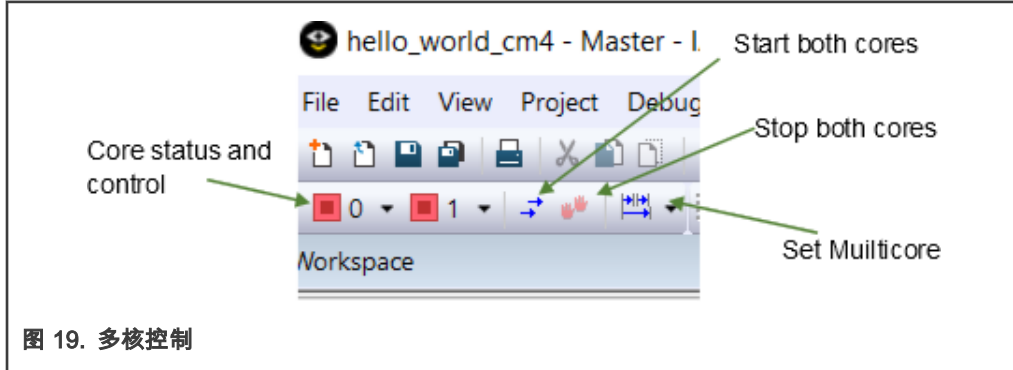 hello_world_cm4 - Master - I
Start both cores
File Edit View Project Debug
Stop both cores
Core status and
control
0 1
Set Muilticore
Workspace
图 19. 多核控制